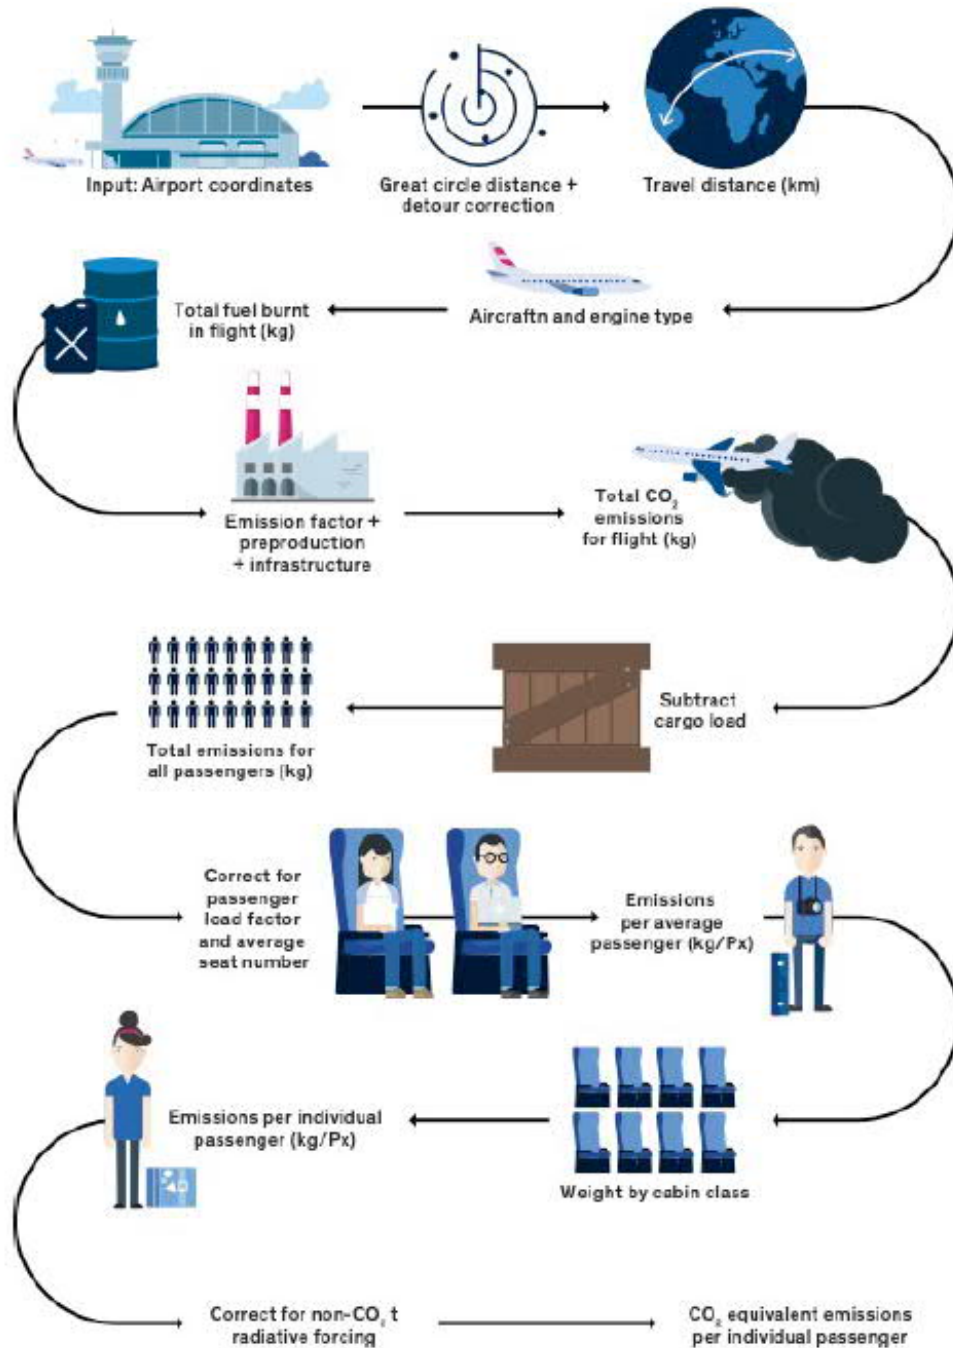 Input: Airport coordinates
Great circle distance +
detour correction
Travel distance (km)
Aircraftn and engine type
Total fuel burnt
in flight (kg)
Emission factor +
preproduction
+ infrastructure
Total CO₂
emissions
for flight (kg)
Subtract
cargo load
Total emissions for
all passengers (kg)
Correct for
passenger
load factor
and average
seat number
Emissions
per average
passenger (kg/Px)
Weight by cabin class
Emissions per individual
passenger (kg/Px)
Correct for non-CO₂ t
radiative forcing
CO₂ equivalent emissions
per individual passenger